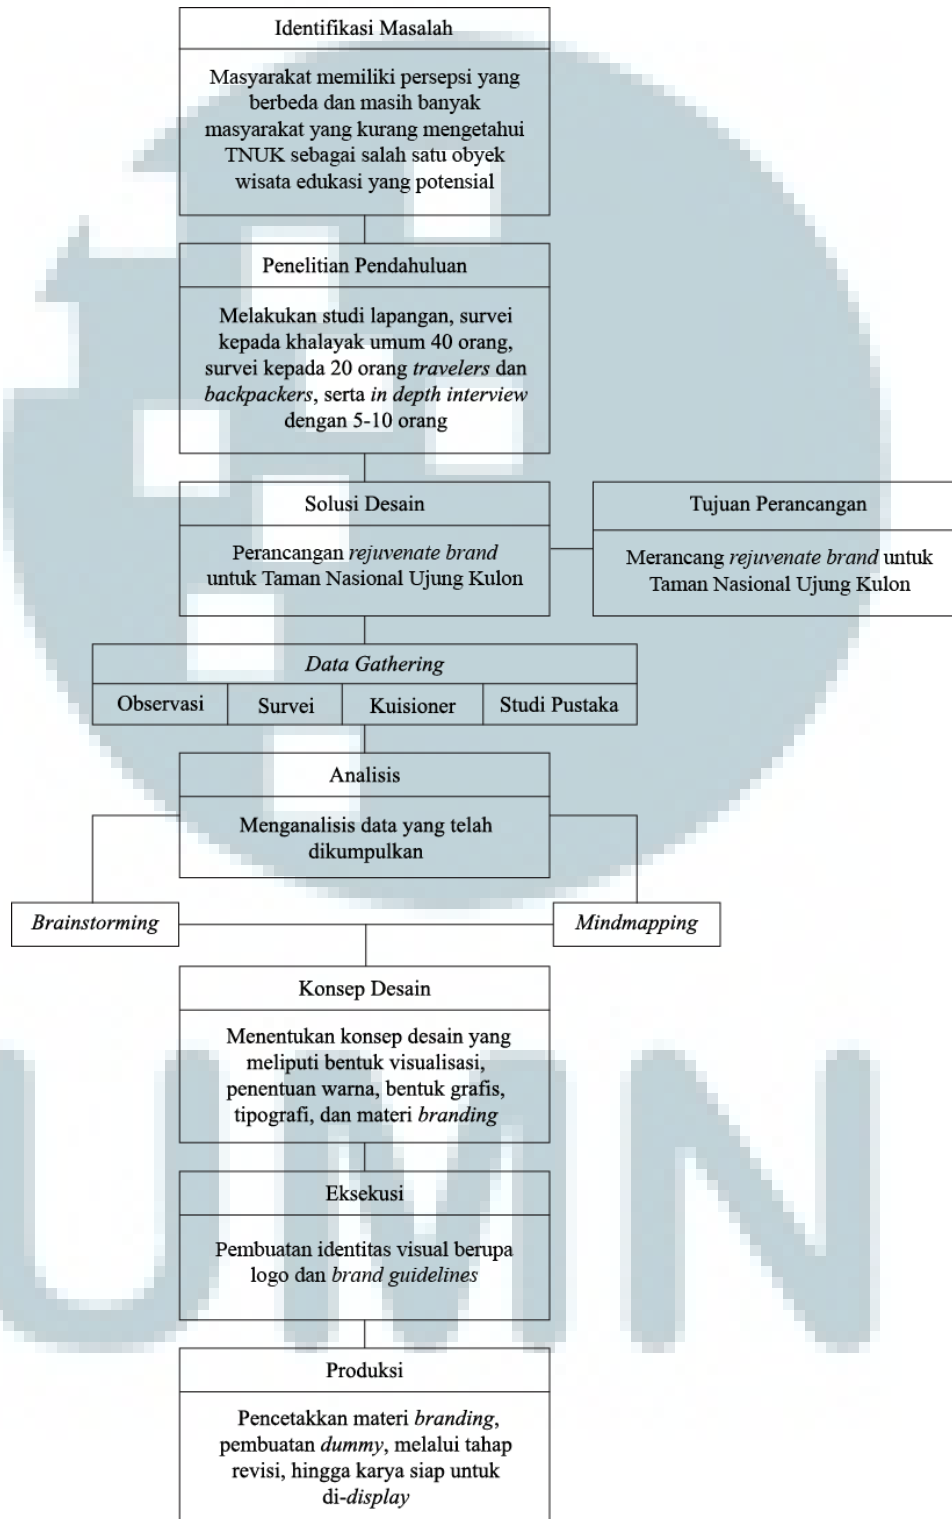 Identifikasi Masalah
Masyarakat memiliki persepsi yang
berbeda dan masih banyak
masyarakat yang kurang mengetahui
TNUK sebagai salah satu obyek
wisata edukasi yang potensial
Penelitian Pendahuluan
Melakukan studi lapangan, survei
kepada khalayak umum 40 orang,
survei kepada 20 orang travelers dan
backpackers, serta in depth interview
dengan 5-10 orang
Solusi Desain
Perancangan rejuvenate brand
untuk Taman Nasional Ujung Kulon
Tujuan Perancangan
Merancang rejuvenate brand untuk
Taman Nasional Ujung Kulon
Data Gathering
Observasi
Survei
Kuisioner
Studi Pustaka
Analisis
Menganalisis data yang telah
dikumpulkan
Brainstorming
Mindmapping
Konsep Desain
Menentukan konsep desain yang
meliputi bentuk visualisasi,
penentuan warna, bentuk grafis,
tipografi, dan materi branding
Eksekusi
Pembuatan identitas visual berupa
logo dan brand guidelines
Produksi
Pencetakkan materi branding,
pembuatan dummy, melalui tahap
revisi, hingga karya siap untuk
di-display
UMN